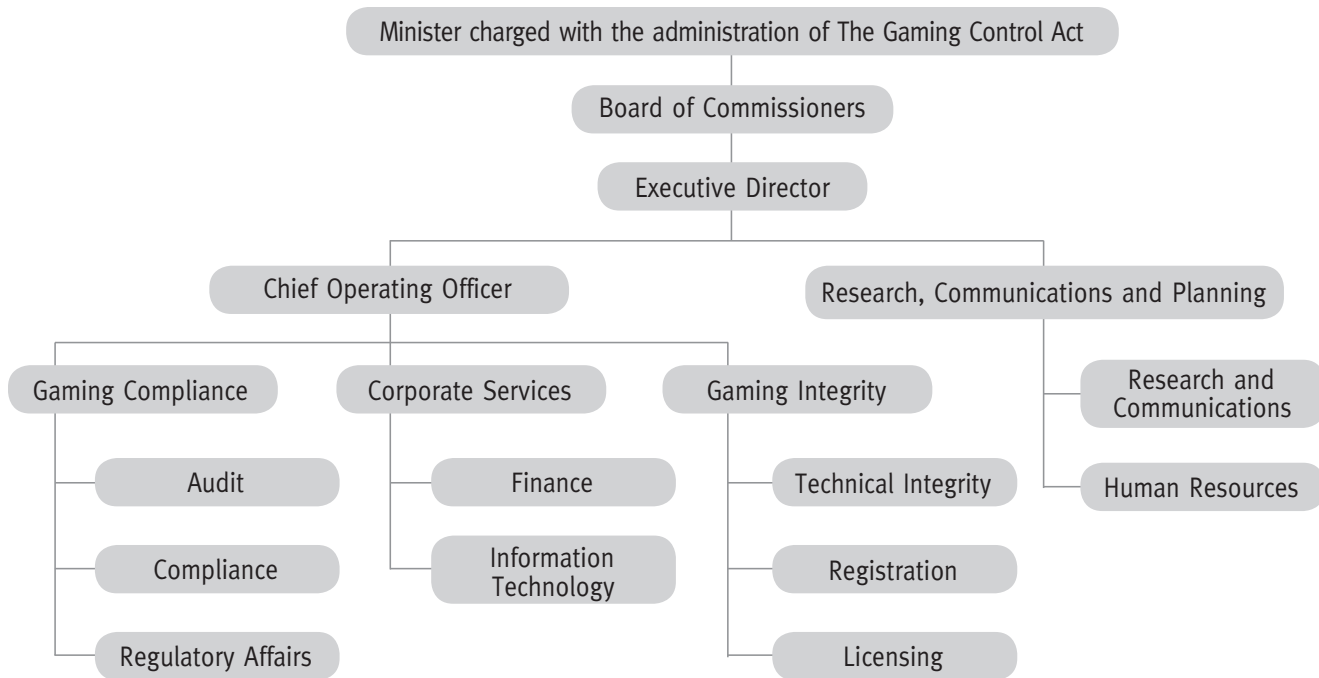 Minister charged with the administration of The Gaming Control Act
Board of Commissioners
Executive Director
Chief Operating Officer
Research, Communications and Planning
Gaming Compliance
Corporate Services
Gaming Integrity
Research and
Communications
Audit
Finance
Technical Integrity
Human Resources
Compliance
Information
Technology
Registration
Regulatory Affairs
Licensing